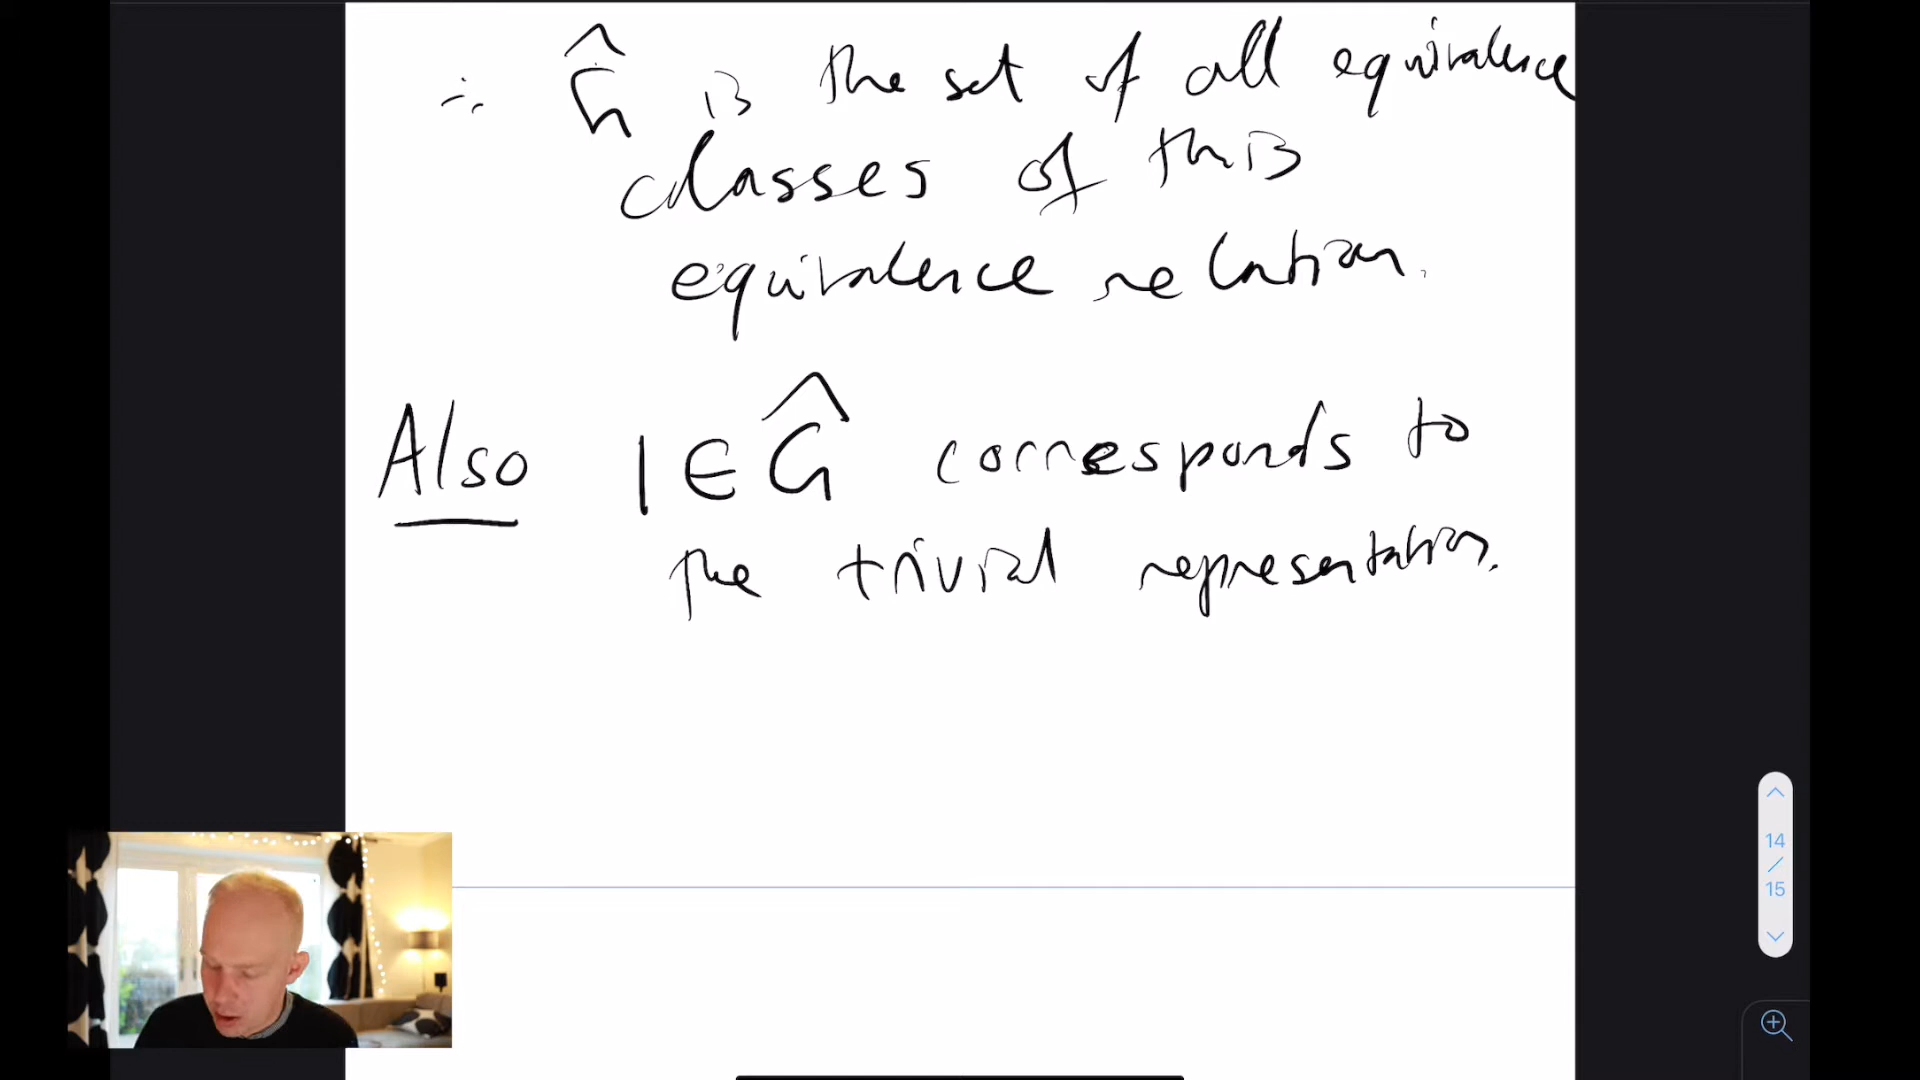 ∴ Ĝ is the set of all equivalence
classes of this
equivalence relation.
Also 1 ∈ Ĝ corresponds to
the trivial representation.
14
/
15